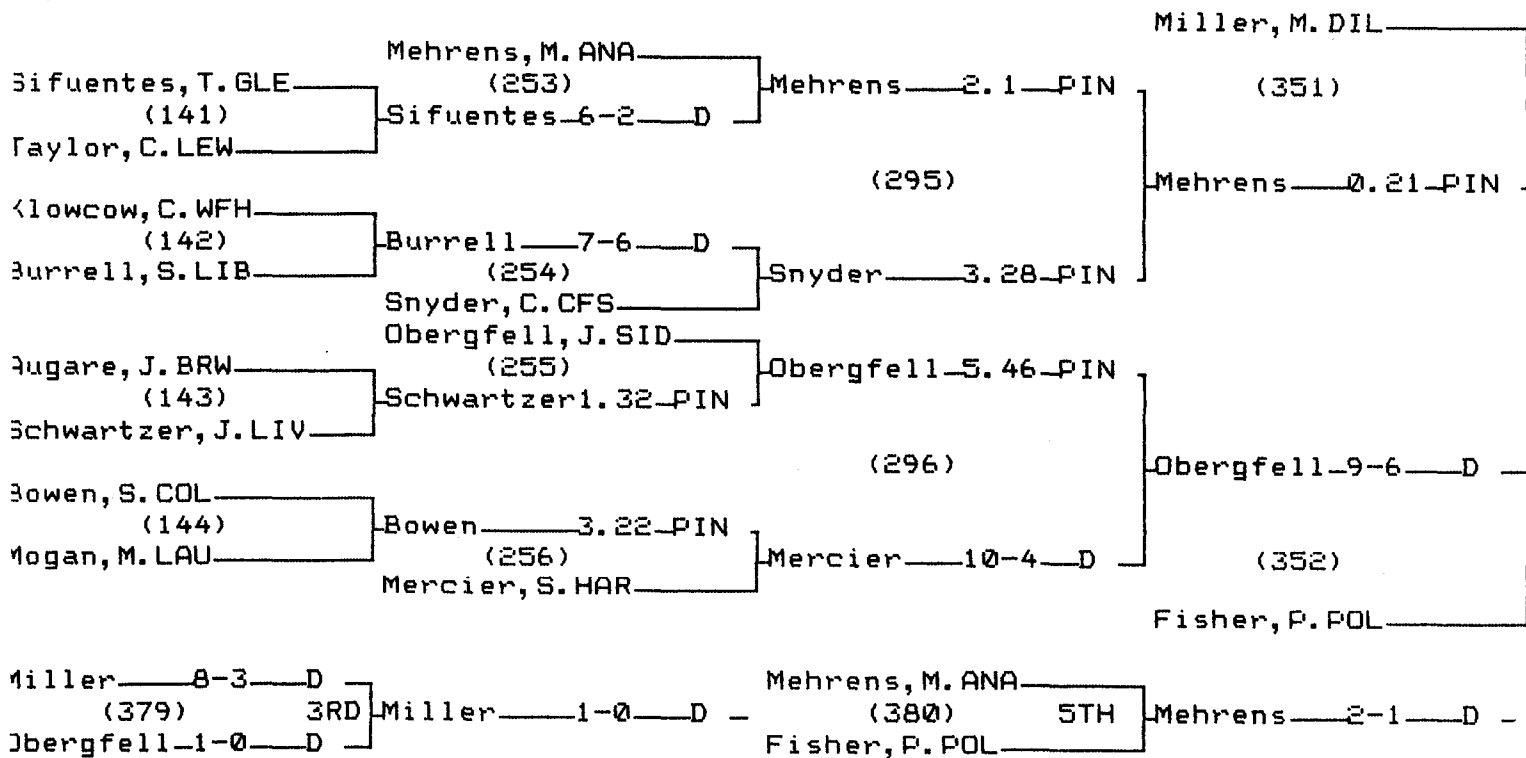 Miller, M. DIL
Mehrens, M. ANA
Sifuentes, T. GLE (253) Mehrens 2.1 PIN (351)
(141) Sifuentes 6-2 D
Taylor, C. LEW
(295) Mehrens 0.21 PIN
Klowcow, C. WFH
(142) Burrell 7-6 D
Burrell, S. LIB (254) Snyder 3.28 PIN
Snyder, C. CFS
Obergfell, J. SID
Augare, J. BRW (255) Obergfell 5.46 PIN
(143) Schwartzer 1.32 PIN
Schwartzer, J. LIV
(296) Obergfell 9-6 D
Bowen, S. COL
(144) Bowen 3.22 PIN
Mogan, M. LAU (256) Mercier 10-4 D (352)
Mercier, S. HAR
Fisher, P. POL
Miller 8-3 D Mehrens, M. ANA
(379) 3RD Miller 1-0 D (380) 5TH Mehrens 2-1 D
Obergfell 1-0 D Fisher, P. POL